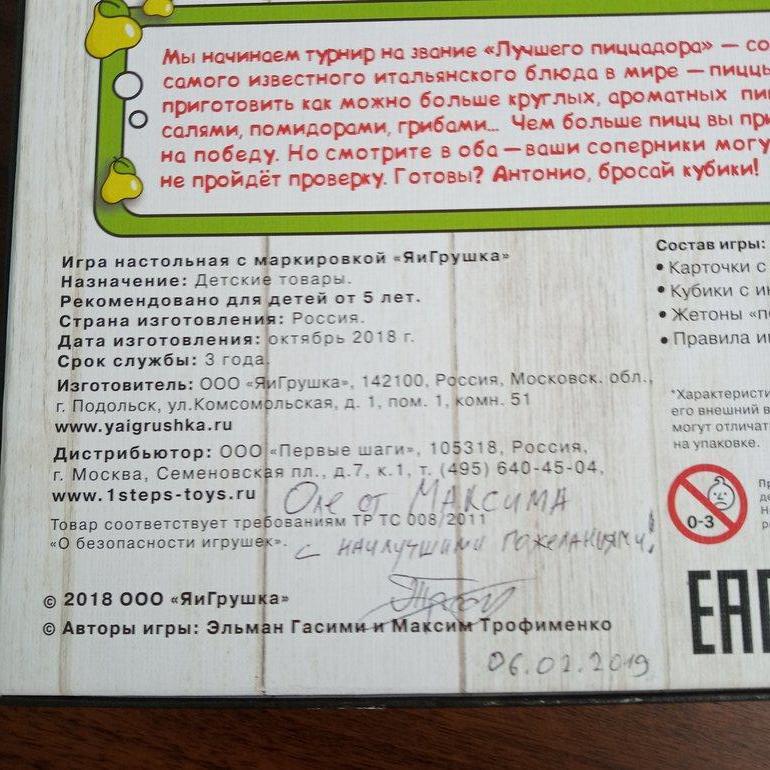 Мы начинаем турнир на звание «Лучшего пиццадора» — со
самого известного итальянского блюда в мире — пиццы
приготовить как можно больше круглых, ароматных пи
салями, помидорами, грибами... Чем больше пицц вы при
на победу. Но смотрите в оба — ваши соперники могу
не пройдёт проверку. Готовы? Антонио, бросай кубики!
Игра настольная с маркировкой «ЯиГрушка»
Назначение: Детские товары.
Рекомендовано для детей от 5 лет.
Страна изготовления: Россия.
Дата изготовления: октябрь 2018 г.
Срок службы: 3 года.
Изготовитель: ООО «ЯиГрушка», 142100, Россия, Московск. обл.,
г. Подольск, ул.Комсомольская, д. 1, пом. 1, комн. 51
www.yaigrushka.ru
Дистрибьютор: ООО «Первые шаги», 105318, Россия,
г. Москва, Семеновская пл., д.7, к.1, т. (495) 640-45-04,
www.1steps-toys.ru
Оле от Максима
Товар соответствует требованиям ТР ТС 008/2011
«О безопасности игрушек».
с наилучшими пожеланиями!
© 2018 ООО «ЯиГрушка»
© Авторы игры: Эльман Гасими и Максим Трофименко
06.02.2019
Состав игры:
• Карточки с
• Кубики с ин
• Жетоны «п
• Правила и
*Характеристи
его внешний в
могут отличат
на упаковке.
0-3
EAC